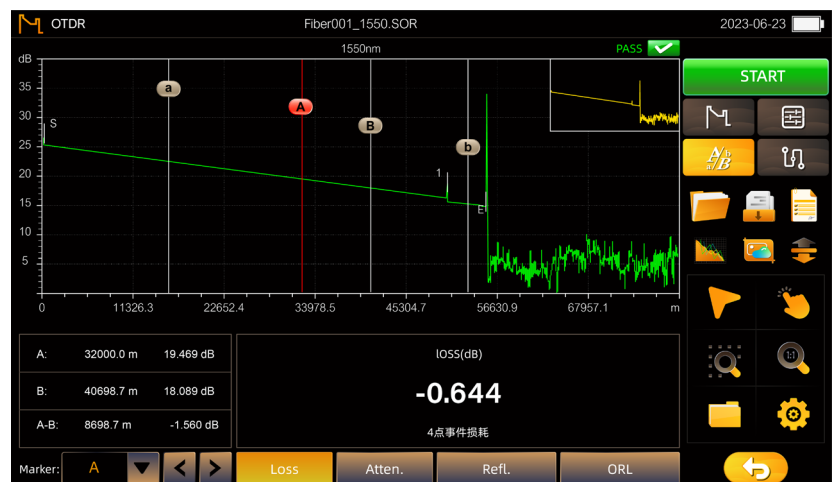 OTDR Fiber001_1550.SOR 2023-06-23
1550nm PASS
dB
35
30
25
20
15
10
5
S
a
A
B
b
1
E
0 11326.3 22652.4 33978.5 45304.7 56630.9 67957.1 m
START
A/B
a/ b
1:1
A: 32000.0 m 19.469 dB
B: 40698.7 m 18.089 dB
A-B: 8698.7 m -1.560 dB
lOSS(dB)
-0.644
4点事件损耗
Marker: A Loss Atten. Refl. ORL